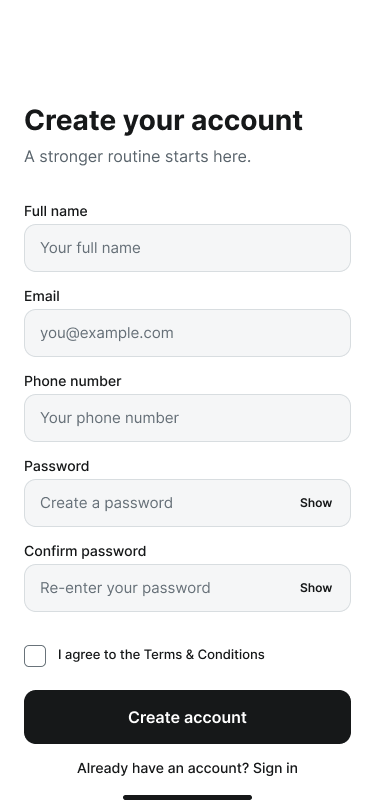 Create your account
A stronger routine starts here.
Full name
Your full name
Email
you@example.com
Phone number
Your phone number
Password
Create a password Show
Confirm password
Re-enter your password Show
I agree to the Terms & Conditions
Create account
Already have an account? Sign in